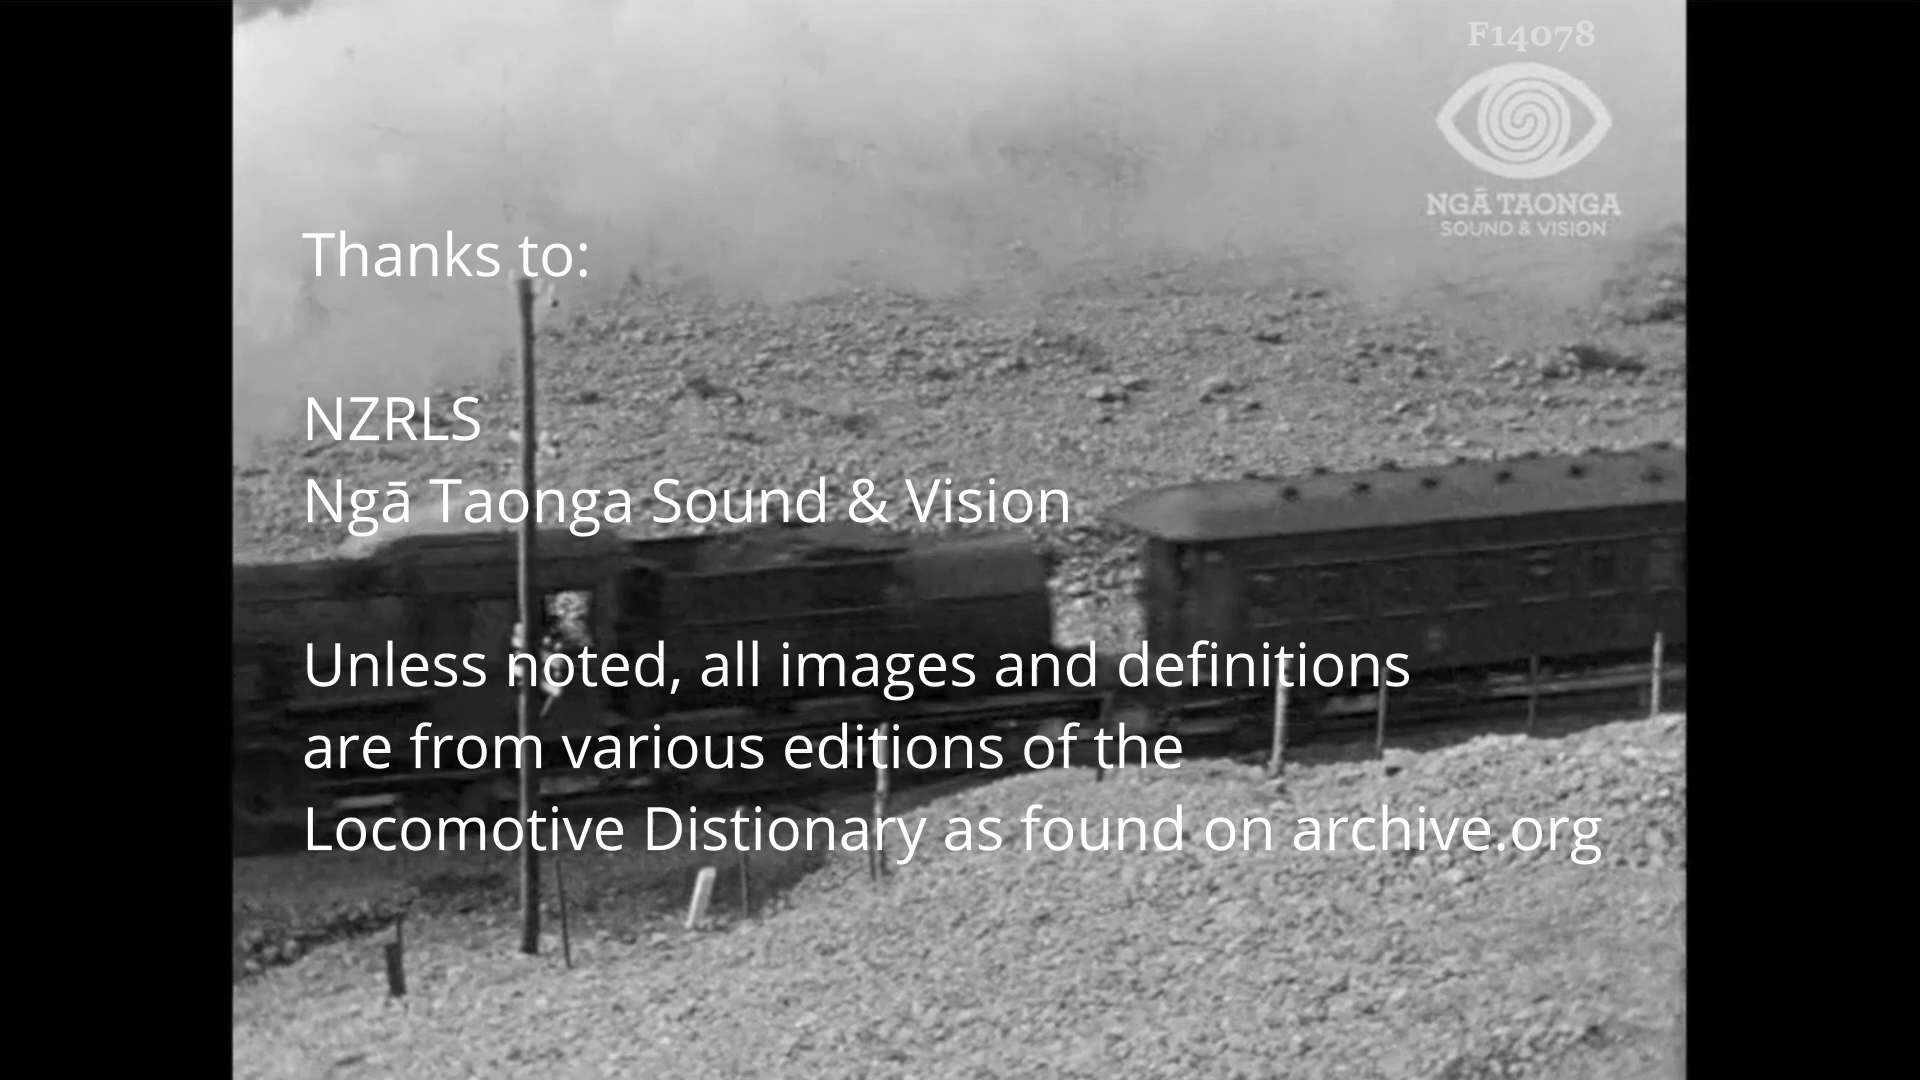 F14078
NGĀ TAONGA
SOUND & VISION
Thanks to:
NZRLS
Ngā Taonga Sound & Vision
Unless noted, all images and definitions
are from various editions of the
Locomotive Distionary as found on archive.org